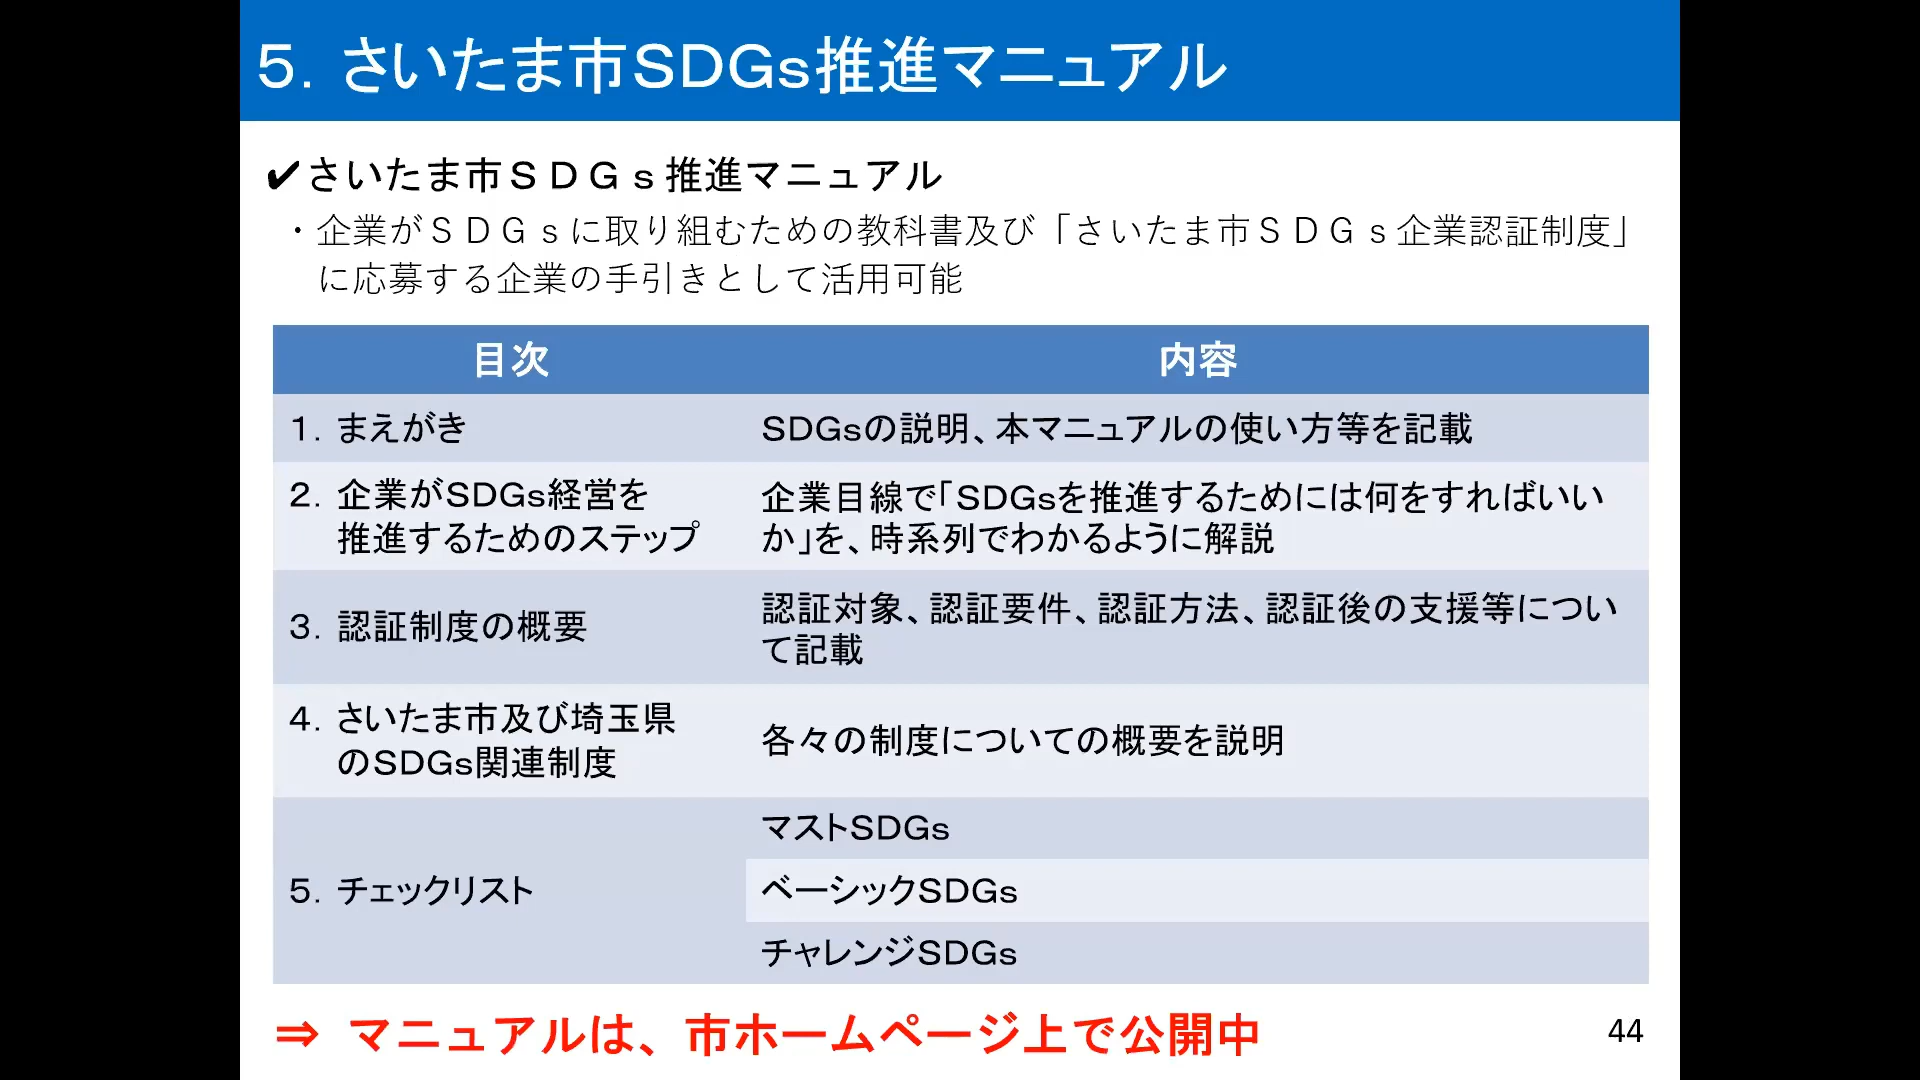 ５．さいたま市SDGs推進マニュアル
✔さいたま市ＳＤＧｓ推進マニュアル
・企業がＳＤＧｓに取り組むための教科書及び「さいたま市ＳＤＧｓ企業認証制度」
に応募する企業の手引きとして活用可能
目次 内容
１．まえがき SDGsの説明、本マニュアルの使い方等を記載
２．企業がSDGs経営を
推進するためのステップ
企業目線で「SDGsを推進するためには何をすればいい
か」を、時系列でわかるように解説
３．認証制度の概要
認証対象、認証要件、認証方法、認証後の支援等につい
て記載
４．さいたま市及び埼玉県
のSDGs関連制度
各々の制度についての概要を説明
５．チェックリスト
マストSDGs
ベーシックSDGs
チャレンジSDGs
⇒ マニュアルは、市ホームページ上で公開中
44